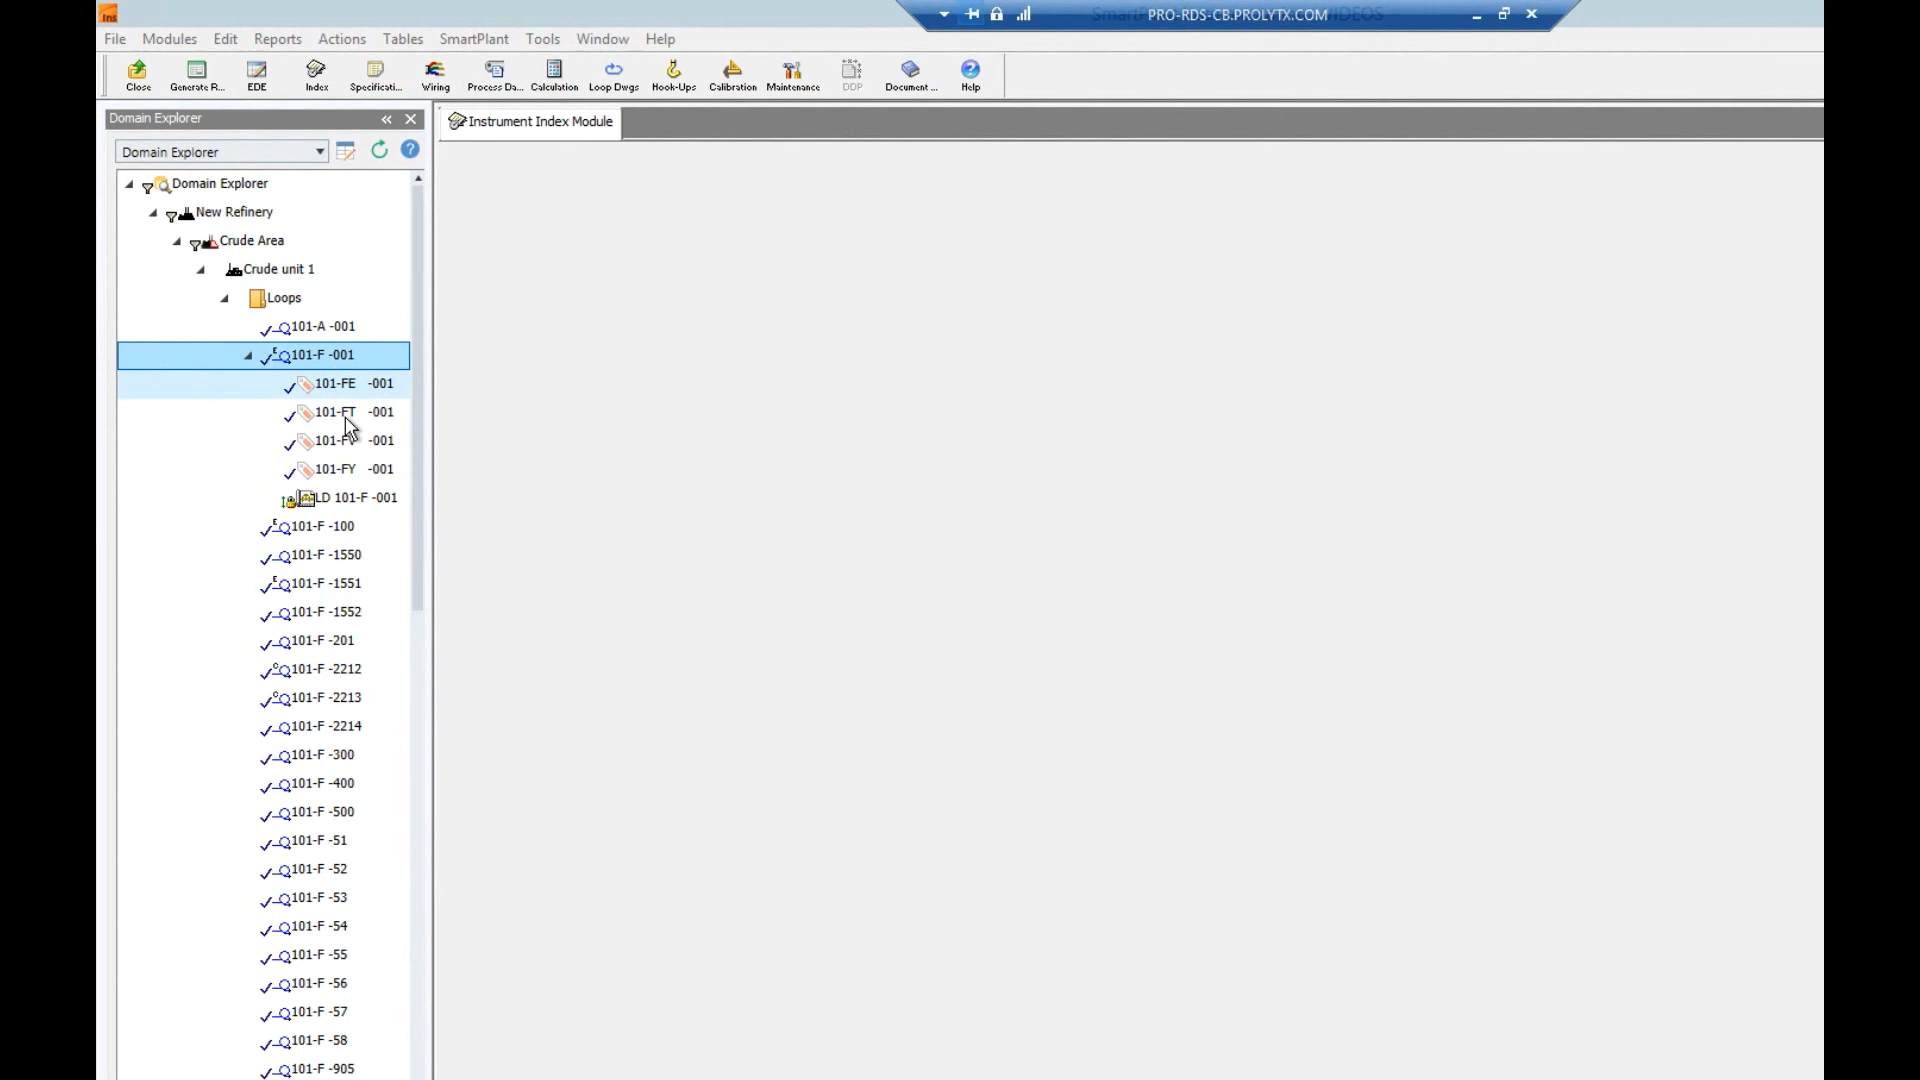 Ins
PRO-RDS-CB.PROLYTX.COM
File Modules Edit Reports Actions Tables SmartPlant Tools Window Help
Close Generate R... EDE Index Specificati... Wiring Process Da... Calculation Loop Dwgs Hook-Ups Calibration Maintenance DDP Document ... Help
Domain Explorer
Instrument Index Module
Domain Explorer
Domain Explorer
New Refinery
Crude Area
Crude unit 1
Loops
101-A -001
101-F -001
101-FE -001
101-FT -001
101-FV -001
101-FY -001
LD 101-F -001
101-F -100
101-F -1550
101-F -1551
101-F -1552
101-F -201
101-F -2212
101-F -2213
101-F -2214
101-F -300
101-F -400
101-F -500
101-F -51
101-F -52
101-F -53
101-F -54
101-F -55
101-F -56
101-F -57
101-F -58
101-F -905